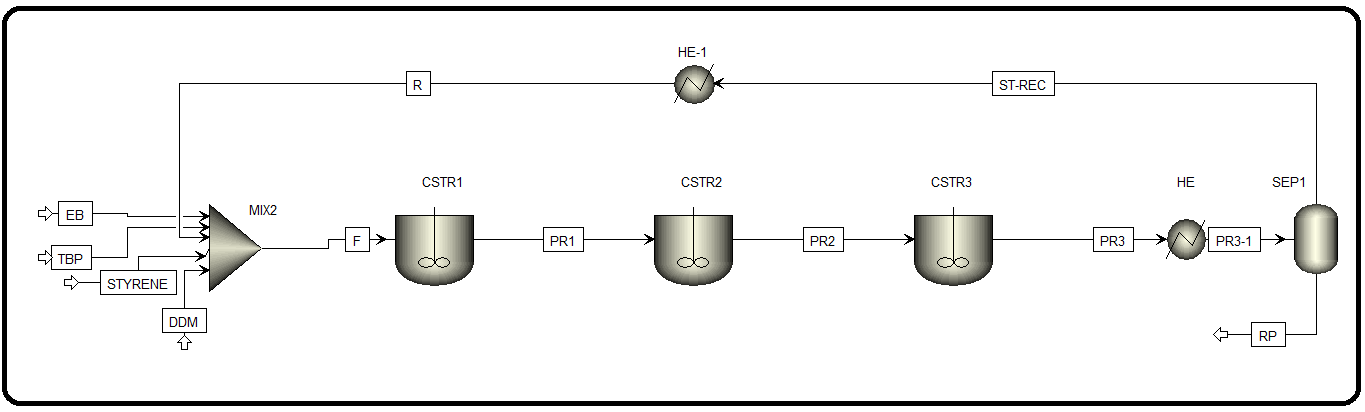 HE-1
R
ST-REC
CSTR1
CSTR2
CSTR3
HE
SEP1
EB
MIX2
F
PR1
PR2
PR3
PR3-1
TBP
STYRENE
DDM
RP